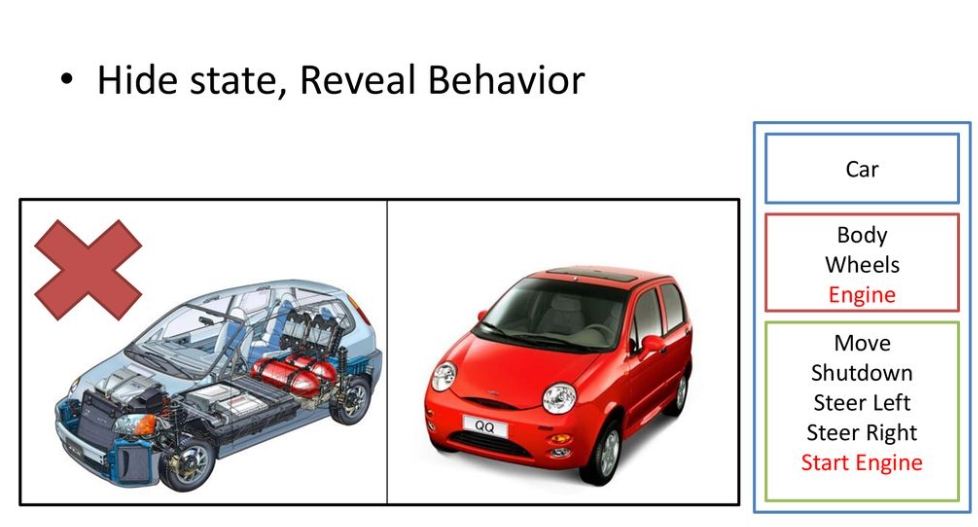 • Hide state, Reveal Behavior
Car
Body
Wheels
Engine
Move
Shutdown
Steer Left
Steer Right
Start Engine
QQ